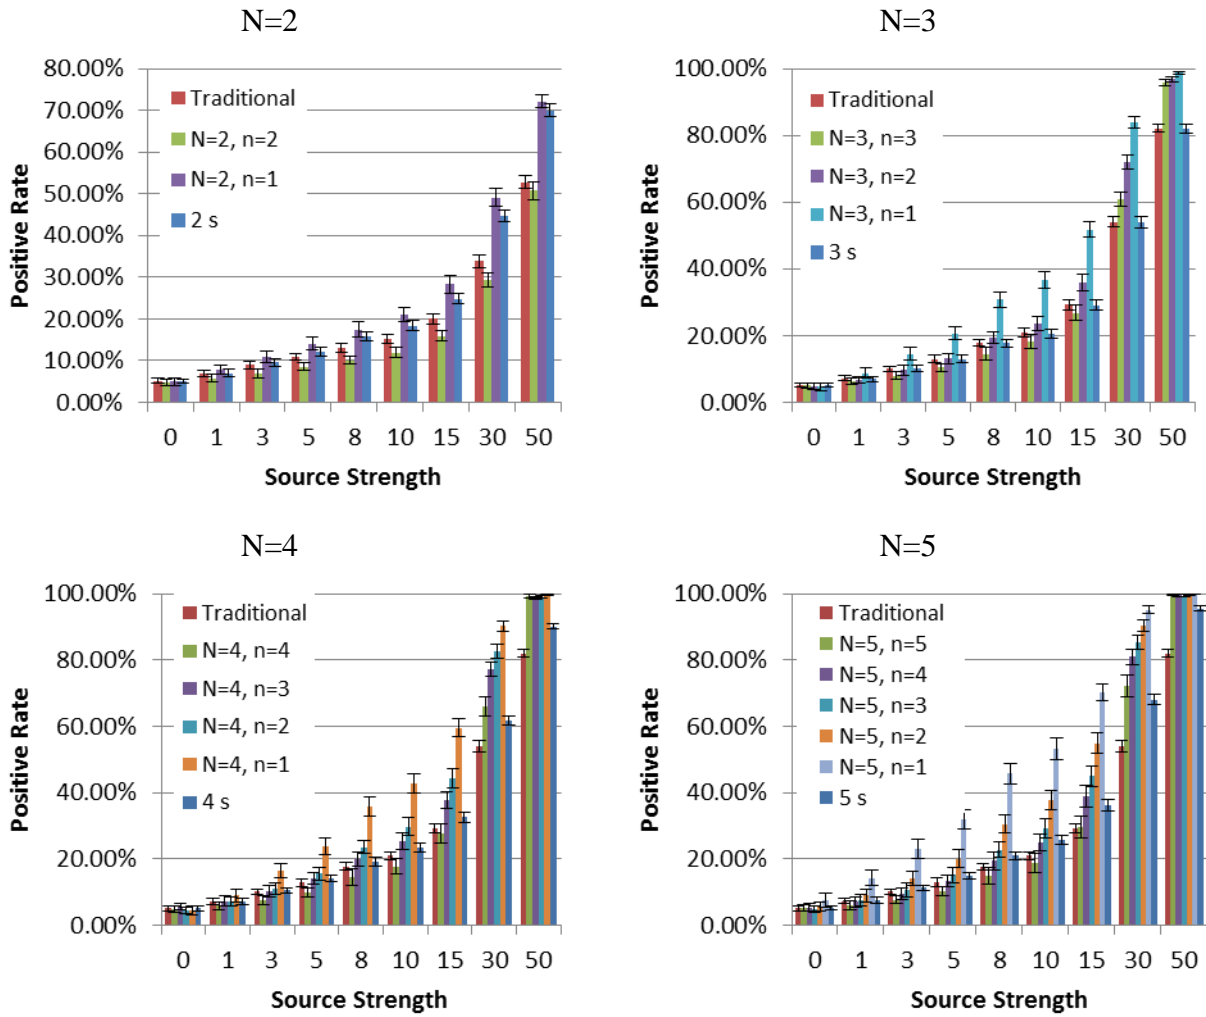 N=2
80.00%
70.00%
60.00%
50.00%
40.00%
30.00%
20.00%
10.00%
0.00%
Positive Rate
Traditional
N=2, n=2
N=2, n=1
2 s
0 1 3 5 8 10 15 30 50
Source Strength
N=3
100.00%
80.00%
60.00%
40.00%
20.00%
0.00%
Positive Rate
Traditional
N=3, n=3
N=3, n=2
N=3, n=1
3 s
0 1 3 5 8 10 15 30 50
Source Strength
N=4
100.00%
80.00%
60.00%
40.00%
20.00%
0.00%
Positive Rate
Traditional
N=4, n=4
N=4, n=3
N=4, n=2
N=4, n=1
4 s
0 1 3 5 8 10 15 30 50
Source Strength
N=5
100.00%
80.00%
60.00%
40.00%
20.00%
0.00%
Positive Rate
Traditional
N=5, n=5
N=5, n=4
N=5, n=3
N=5, n=2
N=5, n=1
5 s
0 1 3 5 8 10 15 30 50
Source Strength